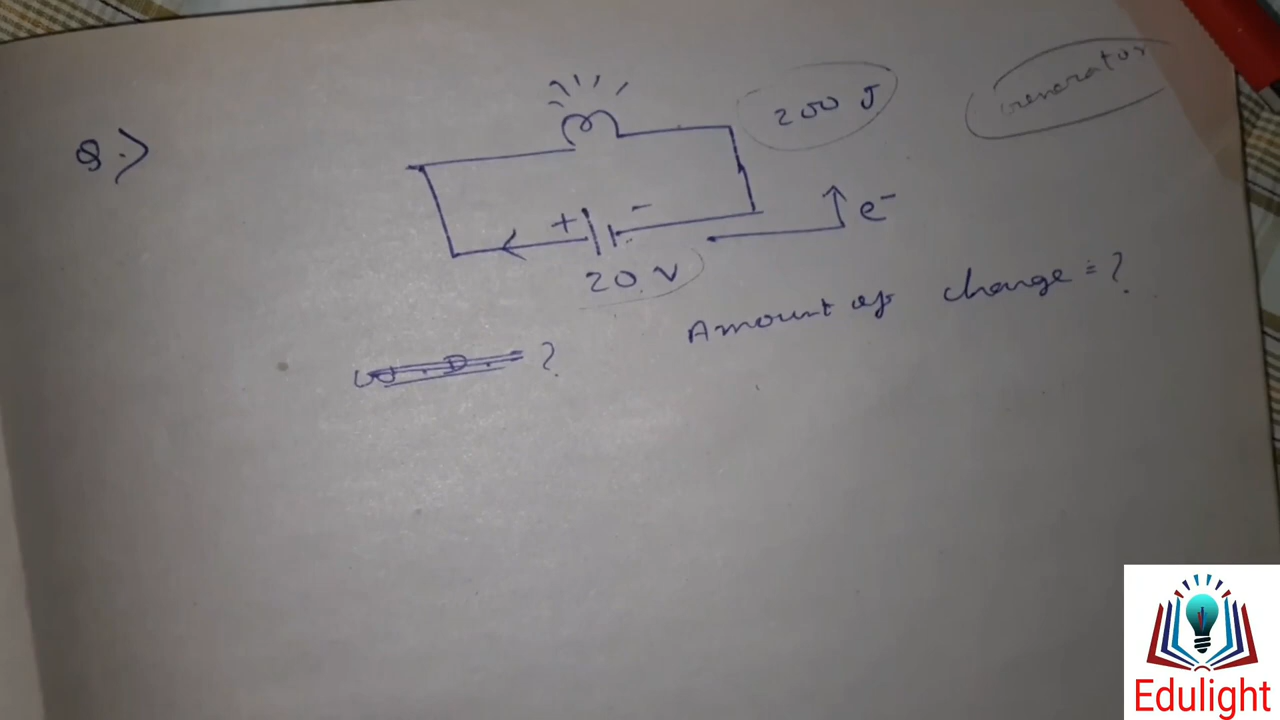 Q.>
200 J
Generator
+ -
e-
20 V
W.D. ?
Amount of charge = ?
Edulight